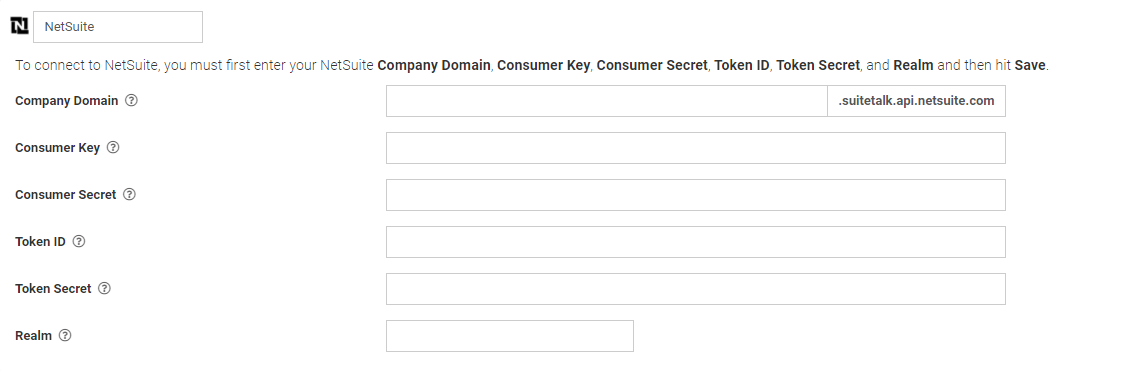 N NetSuite
To connect to NetSuite, you must first enter your NetSuite Company Domain, Consumer Key, Consumer Secret, Token ID, Token Secret, and Realm and then hit Save.
Company Domain ? .suitetalk.api.netsuite.com
Consumer Key ?
Consumer Secret ?
Token ID ?
Token Secret ?
Realm ?